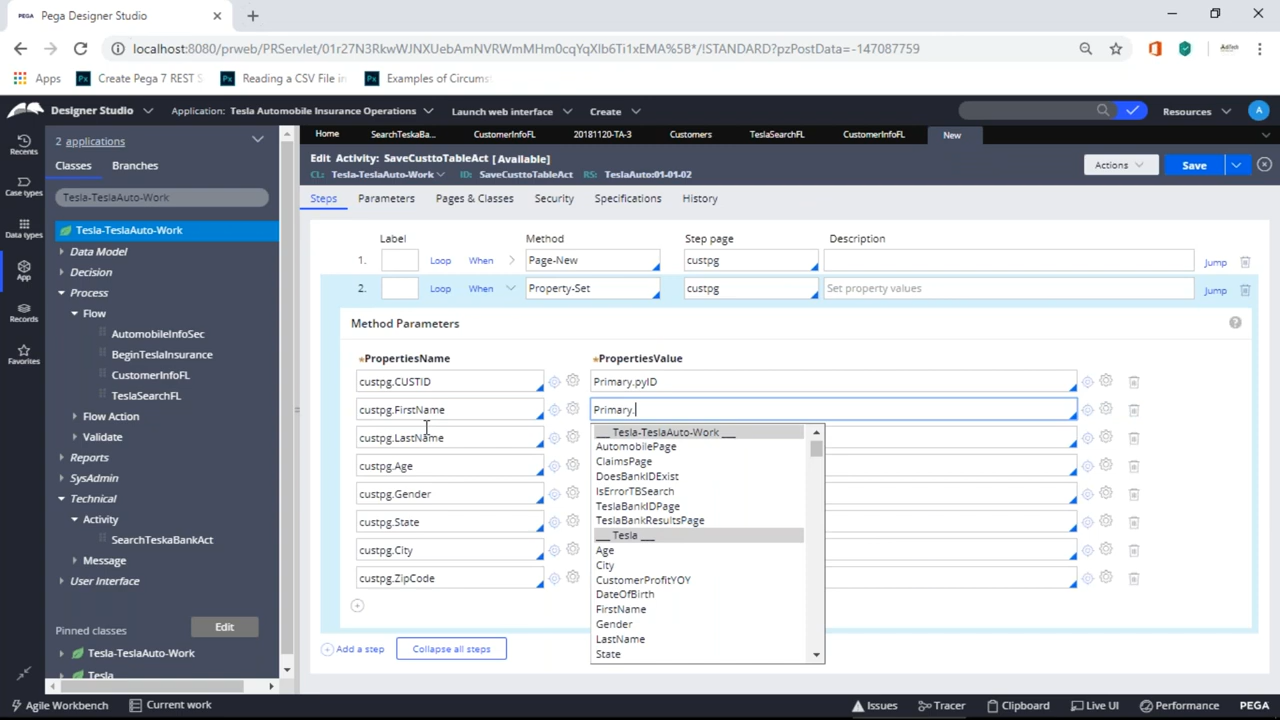 PEGA Pega Designer Studio
localhost:8080/prweb/PRServlet/01r27N3RkwWJNXUebAmNVRWmMHm0cqYqXIb6Ti1xEMA%5B*/!STANDARD?pzPostData=-147087759
Apps Create Pega 7 REST S Reading a CSV File in Examples of Circums
Designer Studio Application: Tesla Automobile Insurance Operations Launch web interface Create Resources A
2 applications
Home SearchTeskaBa... CustomerInfoFL 20181120-TA-3 Customers TeslaSearchFL CustomerInfoFL New
Recents
Case types
Data types
App
Records
Favorites
Classes Branches
Tesla-TeslaAuto-Work
Tesla-TeslaAuto-Work
Data Model
Decision
Process
Flow
AutomobileInfoSec
BeginTeslaInsurance
CustomerInfoFL
TeslaSearchFL
Flow Action
Validate
Reports
SysAdmin
Technical
Activity
SearchTeskaBankAct
Message
User Interface
Pinned classes Edit
Tesla-TeslaAuto-Work
Tesla
Edit Activity: SaveCusttoTableAct [Available]
CL: Tesla-TeslaAuto-Work ID: SaveCusttoTableAct RS: TeslaAuto:01-01-02
Actions Save
Steps Parameters Pages & Classes Security Specifications History
Label Method Step page Description
1. Loop When Page-New custpg Jump
2. Loop When Property-Set custpg Set property values Jump
Method Parameters ?
*PropertiesName *PropertiesValue
custpg.CUSTID Primary.pyID
custpg.FirstName Primary.
custpg.LastName
custpg.Age
custpg.Gender
custpg.State
custpg.City
custpg.ZipCode
___ Tesla-TeslaAuto-Work ___
AutomobilePage
ClaimsPage
DoesBankIDExist
IsErrorTBSearch
TeslaBankIDPage
TeslaBankResultsPage
___ Tesla ___
Age
City
CustomerProfitYOY
DateOfBirth
FirstName
Gender
LastName
State
Add a step Collapse all steps
Agile Workbench Current work Issues Tracer Clipboard Live UI Performance PEGA